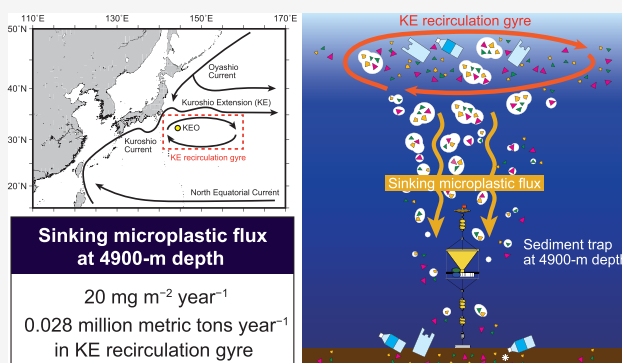 110˚E
130˚E
150˚E
170˚E
50˚N
40˚N
30˚N
20˚N
Oyashio
Current
Kuroshio Extension (KE)
KEO
Kuroshio
Current
KE recirculation gyre
North Equatorial Current
Sinking microplastic flux
at 4900-m depth
20 mg m⁻² year⁻¹
0.028 million metric tons year⁻¹
in KE recirculation gyre
KE recirculation gyre
Sinking microplastic flux
Sediment trap
at 4900-m depth